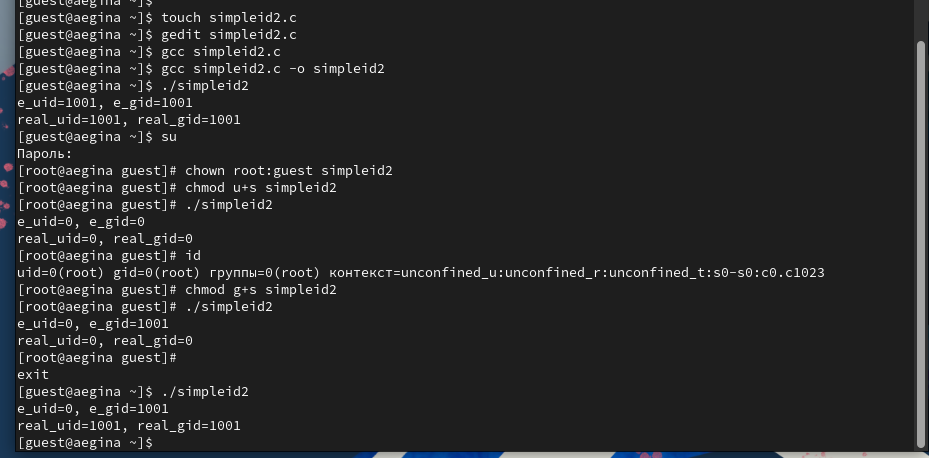 [guest@aegina ~]$
[guest@aegina ~]$ touch simpleid2.c
[guest@aegina ~]$ gedit simpleid2.c
[guest@aegina ~]$ gcc simpleid2.c
[guest@aegina ~]$ gcc simpleid2.c -o simpleid2
[guest@aegina ~]$ ./simpleid2
e_uid=1001, e_gid=1001
real_uid=1001, real_gid=1001
[guest@aegina ~]$ su
Пароль:
[root@aegina guest]# chown root:guest simpleid2
[root@aegina guest]# chmod u+s simpleid2
[root@aegina guest]# ./simpleid2
e_uid=0, e_gid=0
real_uid=0, real_gid=0
[root@aegina guest]# id
uid=0(root) gid=0(root) группы=0(root) контекст=unconfined_u:unconfined_r:unconfined_t:s0-s0:c0.c1023
[root@aegina guest]# chmod g+s simpleid2
[root@aegina guest]# ./simpleid2
e_uid=0, e_gid=1001
real_uid=0, real_gid=0
[root@aegina guest]#
exit
[guest@aegina ~]$ ./simpleid2
e_uid=0, e_gid=1001
real_uid=1001, real_gid=1001
[guest@aegina ~]$